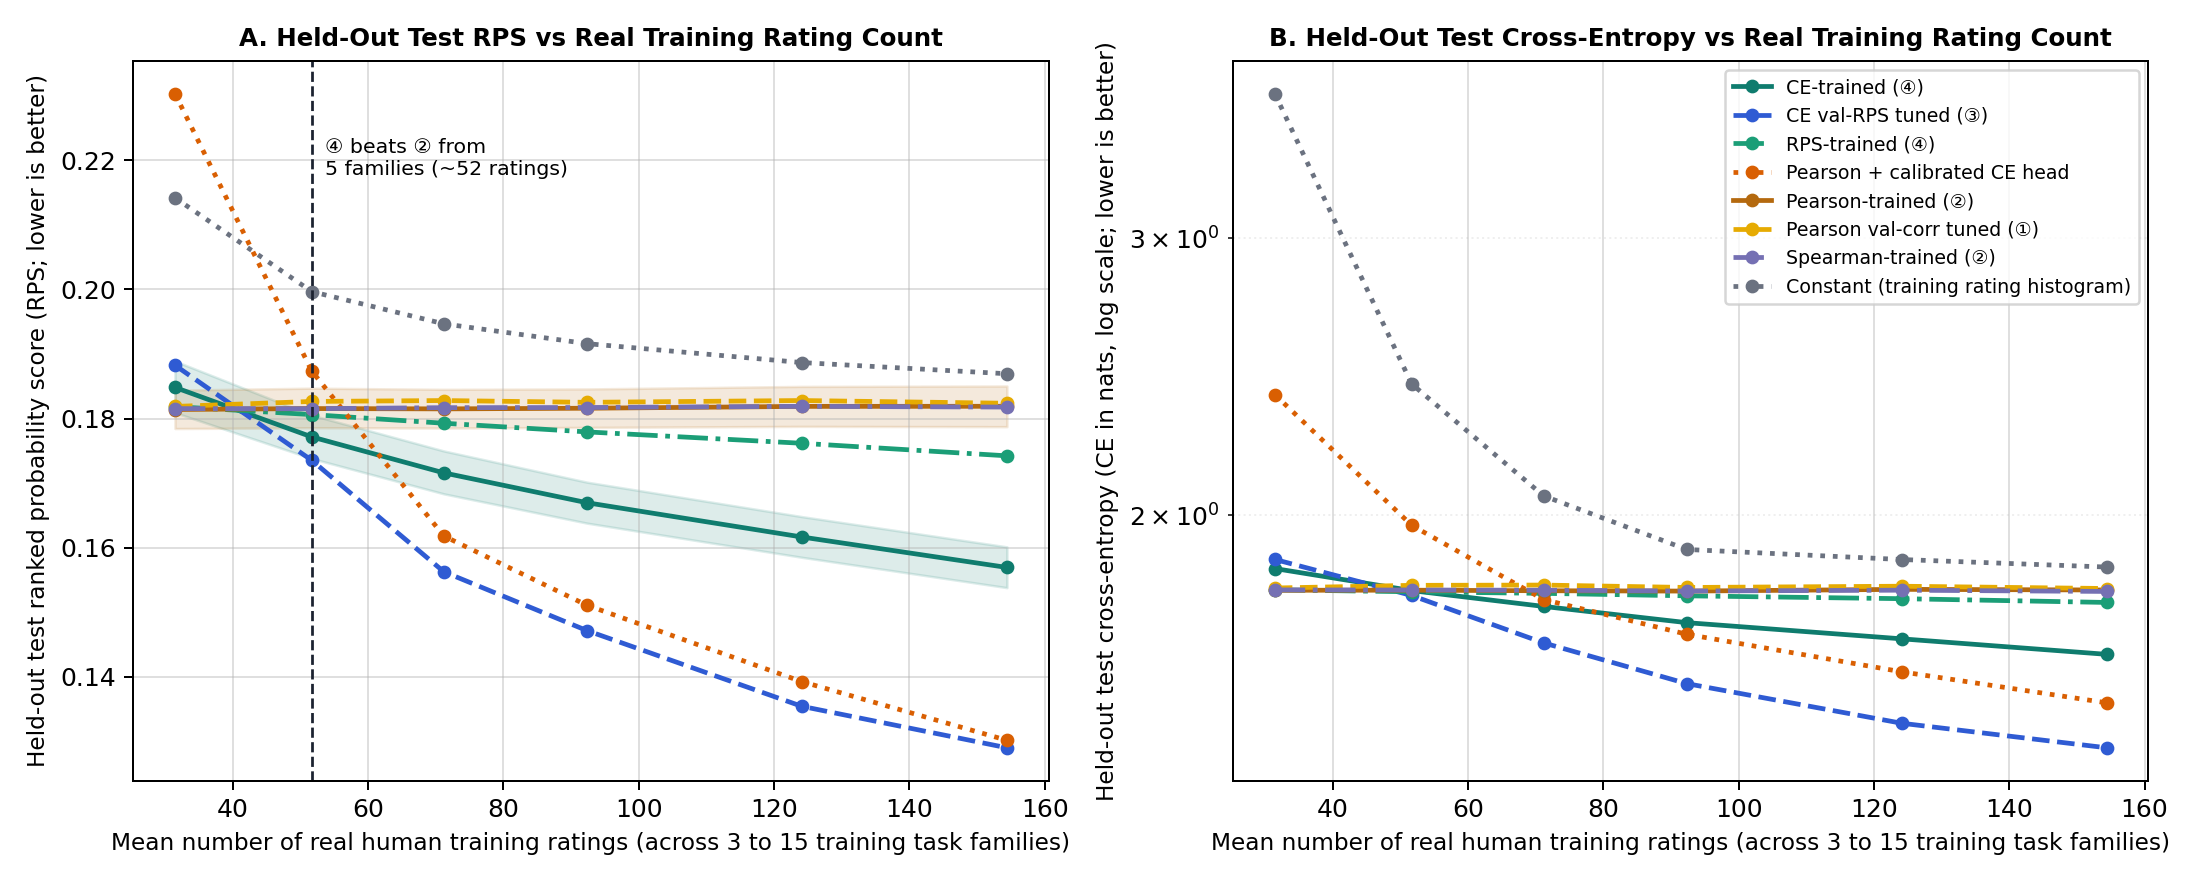 A. Held-Out Test RPS vs Real Training Rating Count
Held-out test ranked probability score (RPS; lower is better)
0.22
0.20
0.18
0.16
0.14
④ beats ② from
5 families (~52 ratings)
40 60 80 100 120 140 160
Mean number of real human training ratings (across 3 to 15 training task families)
B. Held-Out Test Cross-Entropy vs Real Training Rating Count
Held-out test cross-entropy (CE in nats, log scale; lower is better)
3 × 10⁰
2 × 10⁰
CE-trained (④)
CE val-RPS tuned (③)
RPS-trained (④)
Pearson + calibrated CE head
Pearson-trained (②)
Pearson val-corr tuned (①)
Spearman-trained (②)
Constant (training rating histogram)
40 60 80 100 120 140 160
Mean number of real human training ratings (across 3 to 15 training task families)